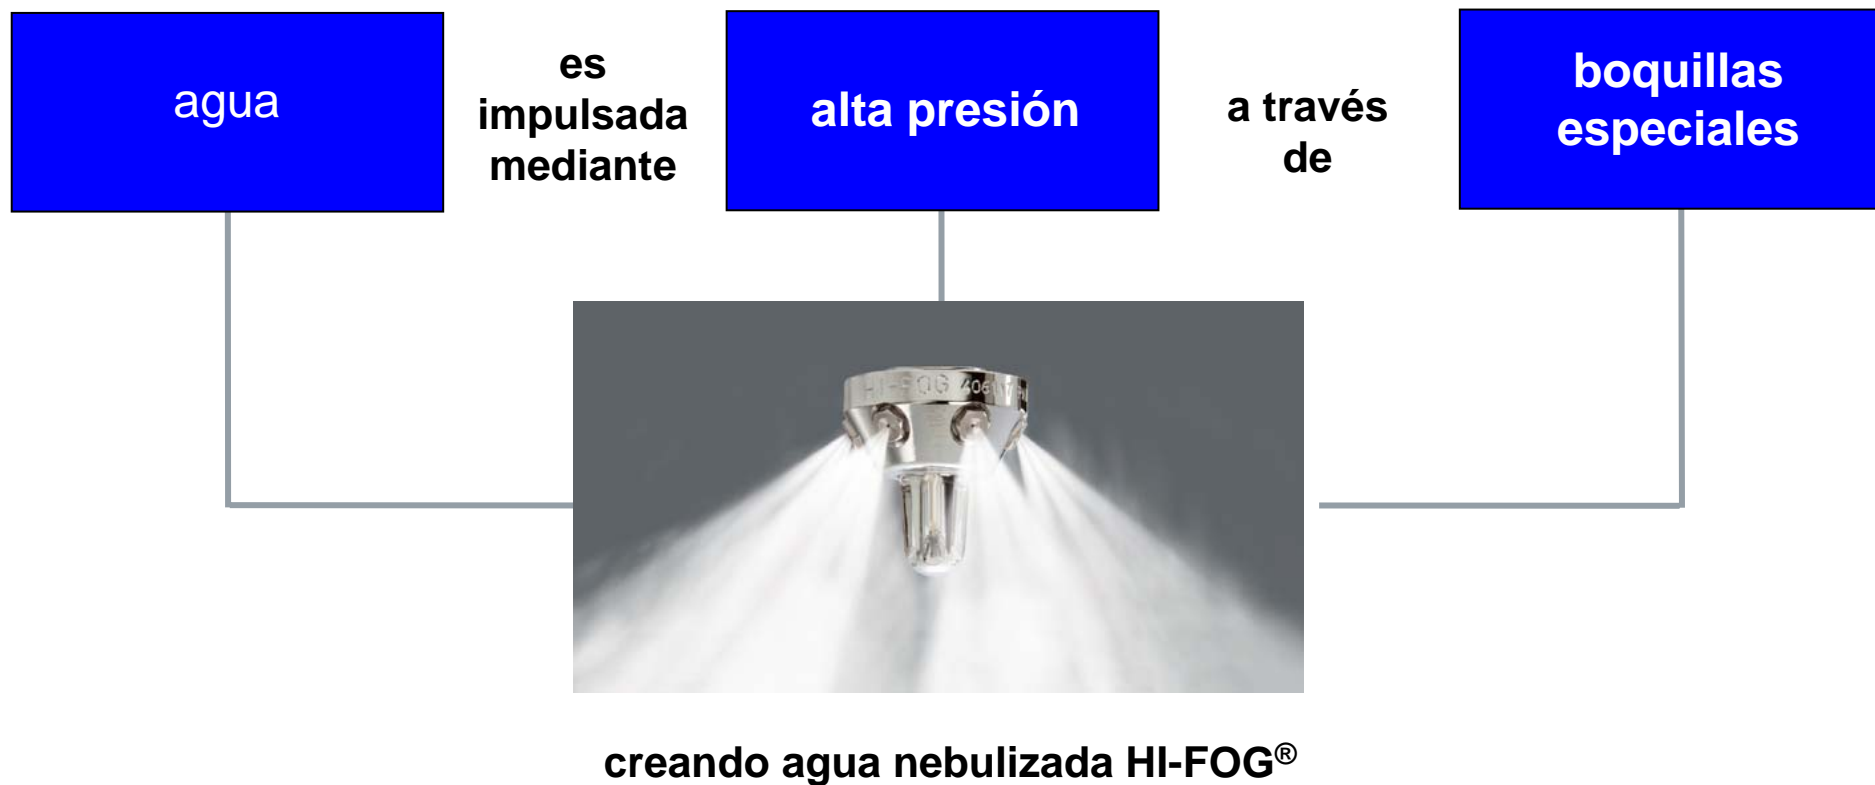 agua
es
impulsada
mediante
alta presión
a través
de
boquillas
especiales
HI-FOG
creando agua nebulizada HI-FOG®